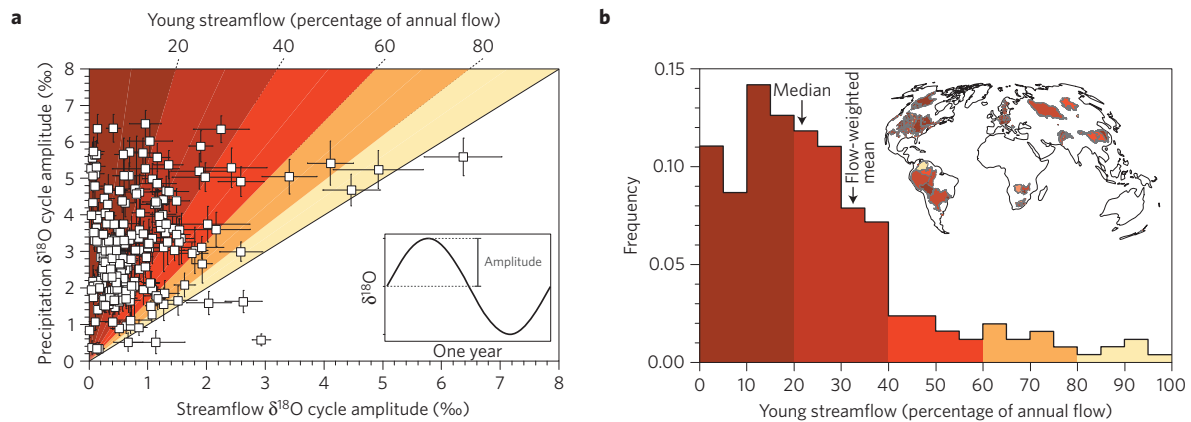 a
Young streamflow (percentage of annual flow)
20 40 60 80
8
7
6
5
4
3
2
1
0
Precipitation δ¹⁸O cycle amplitude (‰)
0 1 2 3 4 5 6 7 8
Streamflow δ¹⁸O cycle amplitude (‰)
δ¹⁸O
Amplitude
One year
b
0.15
0.10
0.05
0.00
Frequency
Median
Flow-weighted
mean
0 10 20 30 40 50 60 70 80 90 100
Young streamflow (percentage of annual flow)